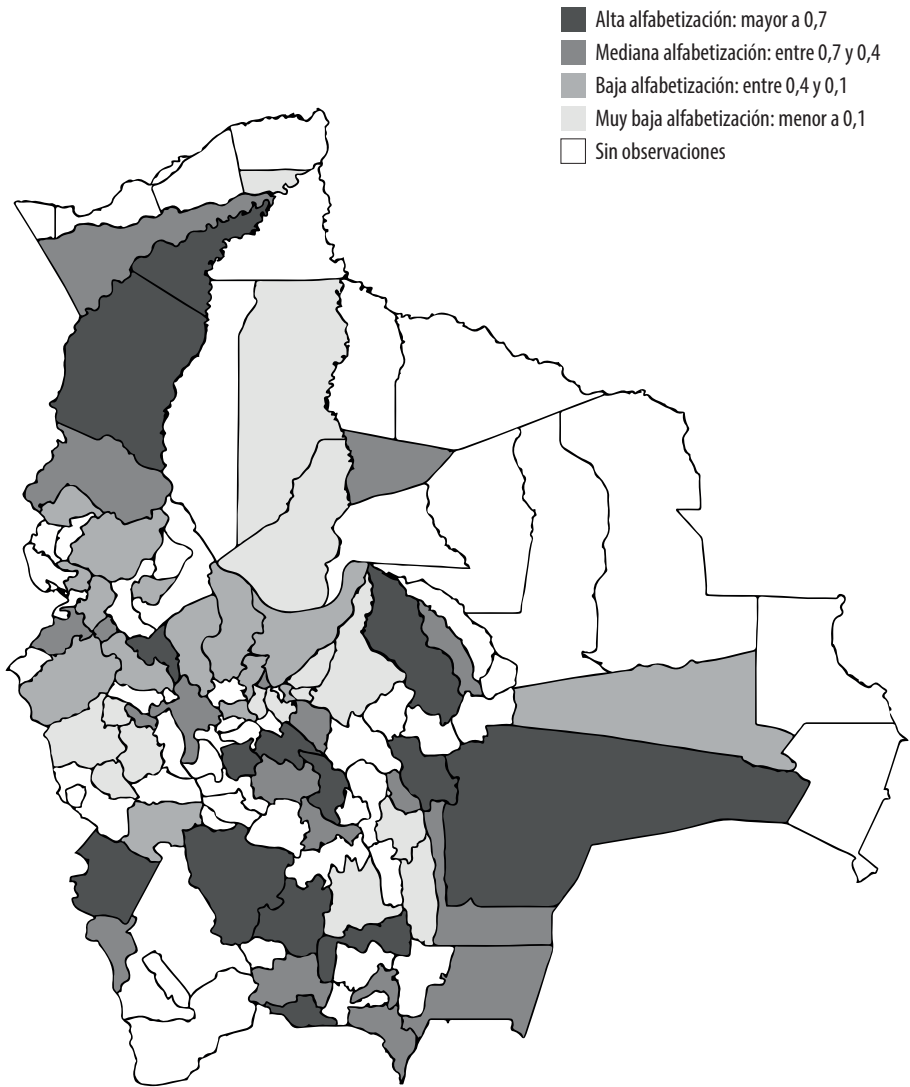 Alta alfabetización: mayor a 0,7
Mediana alfabetización: entre 0,7 y 0,4
Baja alfabetización: entre 0,4 y 0,1
Muy baja alfabetización: menor a 0,1
Sin observaciones